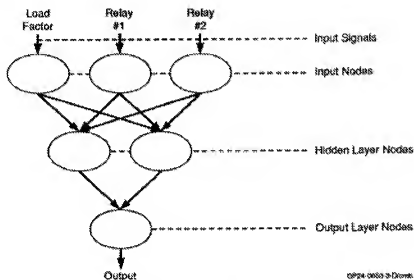 Load Factor
Relay #1
Relay #2
Input Signals
Input Nodes
Hidden Layer Nodes
Output Layer Nodes
Output